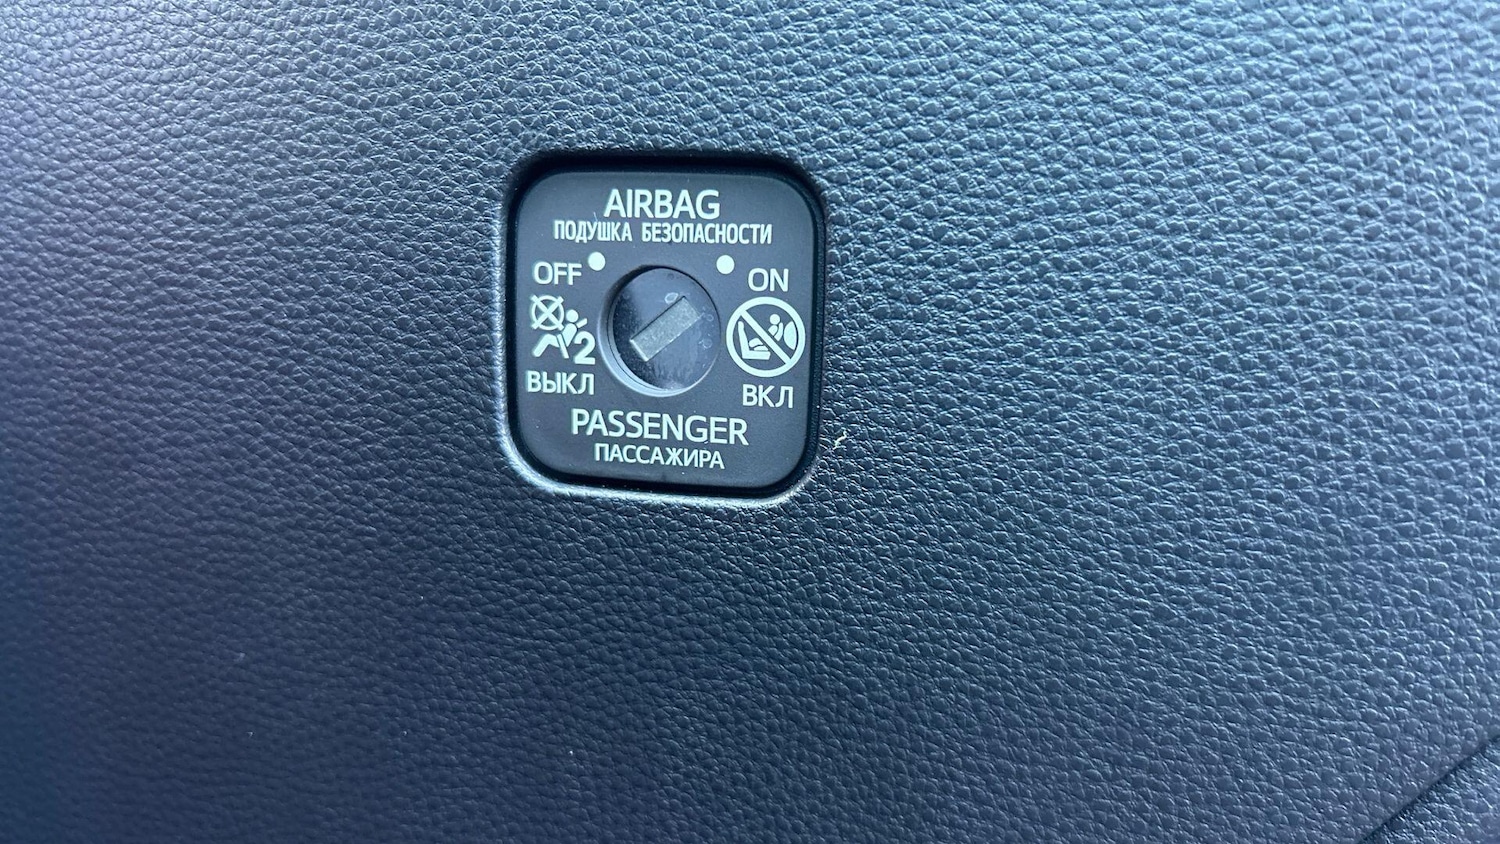 AIRBAG
ПОДУШКА БЕЗОПАСНОСТИ
OFF
ON
2
ВЫКЛ
ВКЛ
PASSENGER
ПАССАЖИРА